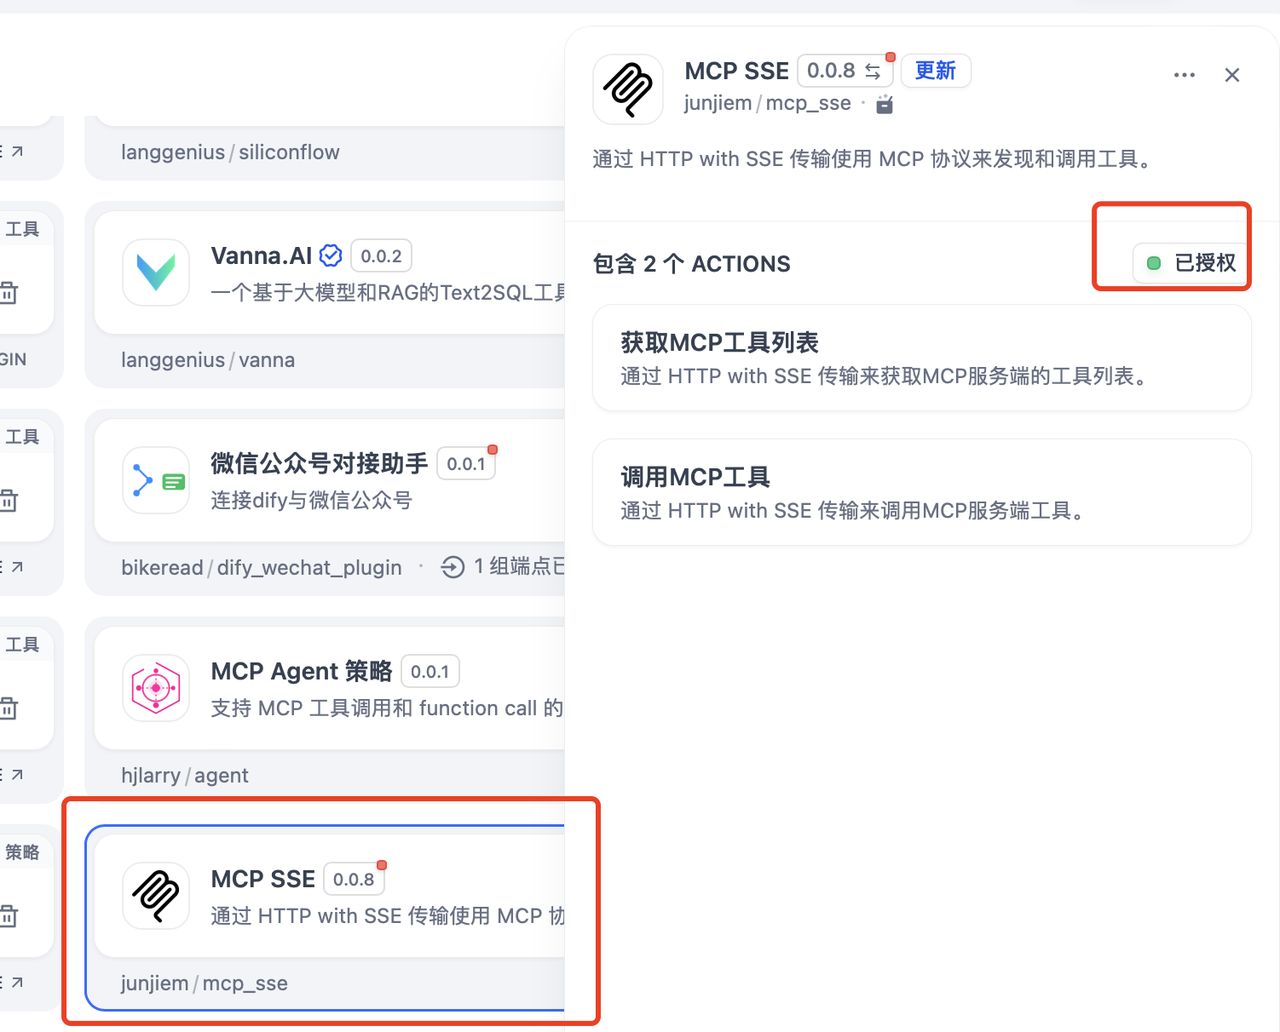 langgenius/siliconflow
工具
Vanna.AI 0.0.2
一个基于大模型和RAG的Text2SQL工具
GIN
langgenius/vanna
工具
微信公众号对接助手 0.0.1
连接dify与微信公众号
bikeread/dify_wechat_plugin · 1 组端点已
工具
MCP Agent 策略 0.0.1
支持 MCP 工具调用和 function call 的
hjlarry/agent
策略
MCP SSE 0.0.8
通过 HTTP with SSE 传输使用 MCP 协
junjiem/mcp_sse
MCP SSE 0.0.8 更新
junjiem/mcp_sse ·
通过 HTTP with SSE 传输使用 MCP 协议来发现和调用工具。
包含 2 个 ACTIONS
已授权
获取MCP工具列表
通过 HTTP with SSE 传输来获取MCP服务端的工具列表。
调用MCP工具
通过 HTTP with SSE 传输来调用MCP服务端工具。